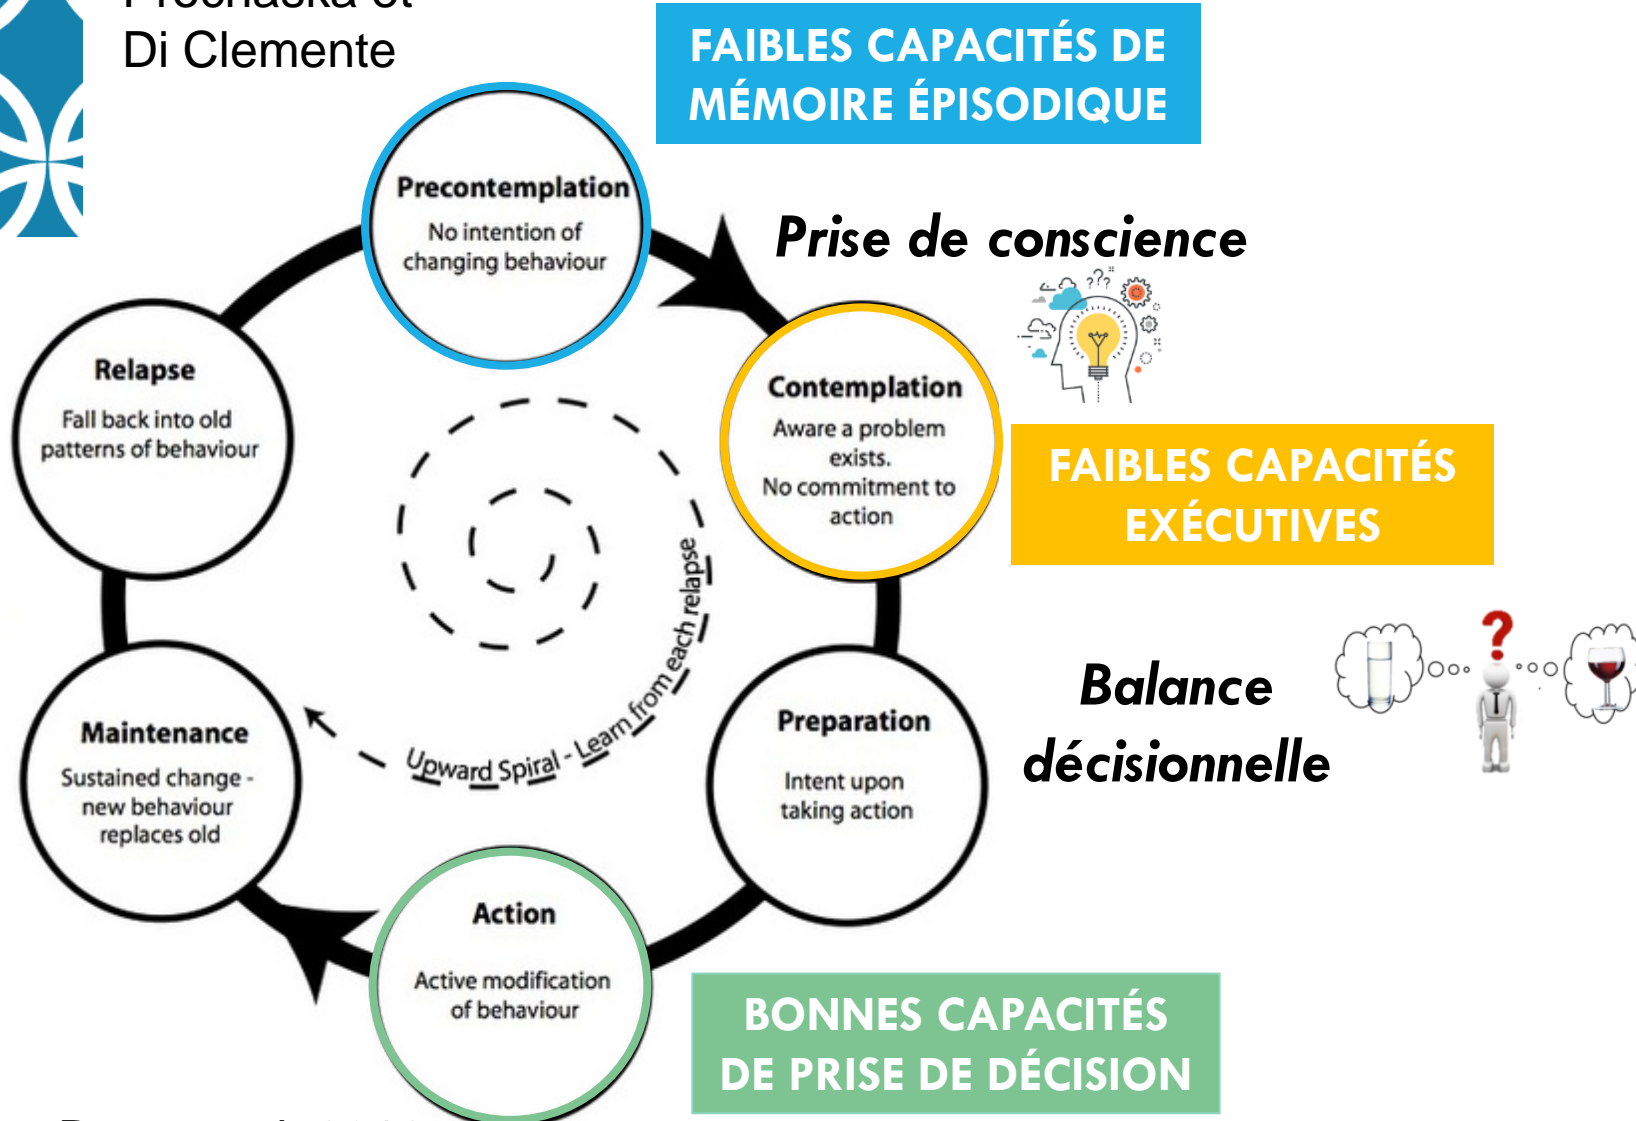 Di Clemente
FAIBLES CAPACITÉS DE
MÉMOIRE ÉPISODIQUE
Precontemplation
No intention of
changing behaviour
Prise de conscience
???
Contemplation
Aware a problem
exists.
No commitment to
action
FAIBLES CAPACITÉS
EXÉCUTIVES
Relapse
Fall back into old
patterns of behaviour
Upward Spiral - Learn from each relapse
?
Balance
décisionnelle
Preparation
Intent upon
taking action
Maintenance
Sustained change -
new behaviour
replaces old
Action
Active modification
of behaviour
BONNES CAPACITÉS
DE PRISE DE DÉCISION